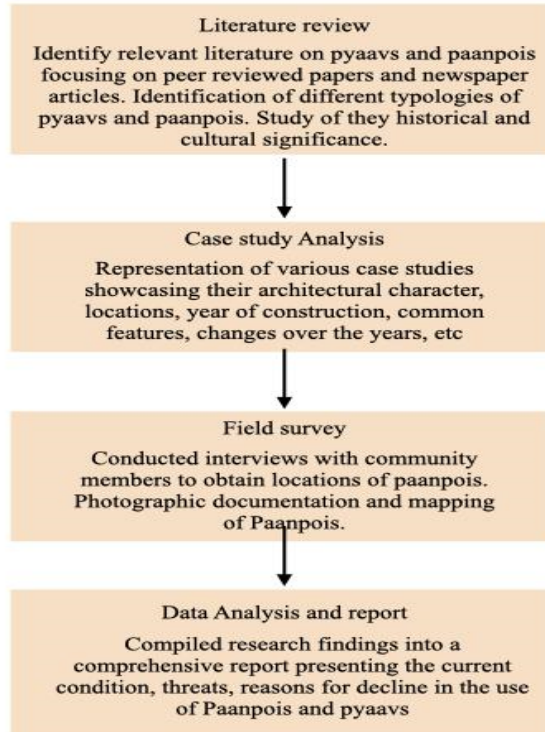 Literature review
Identify relevant literature on pyaavs and paanpois
focusing on peer reviewed papers and newspaper
articles. Identification of different typologies of
pyaavs and paanpois. Study of they historical and
cultural significance.
Case study Analysis
Representation of various case studies
showcasing their architectural character,
locations, year of construction, common
features, changes over the years, etc
Field survey
Conducted interviews with community
members to obtain locations of paanpois.
Photographic documentation and mapping
of Paanpois.
Data Analysis and report
Compiled research findings into a
comprehensive report presenting the current
condition, threats, reasons for decline in the use
of Paanpois and pyaavs